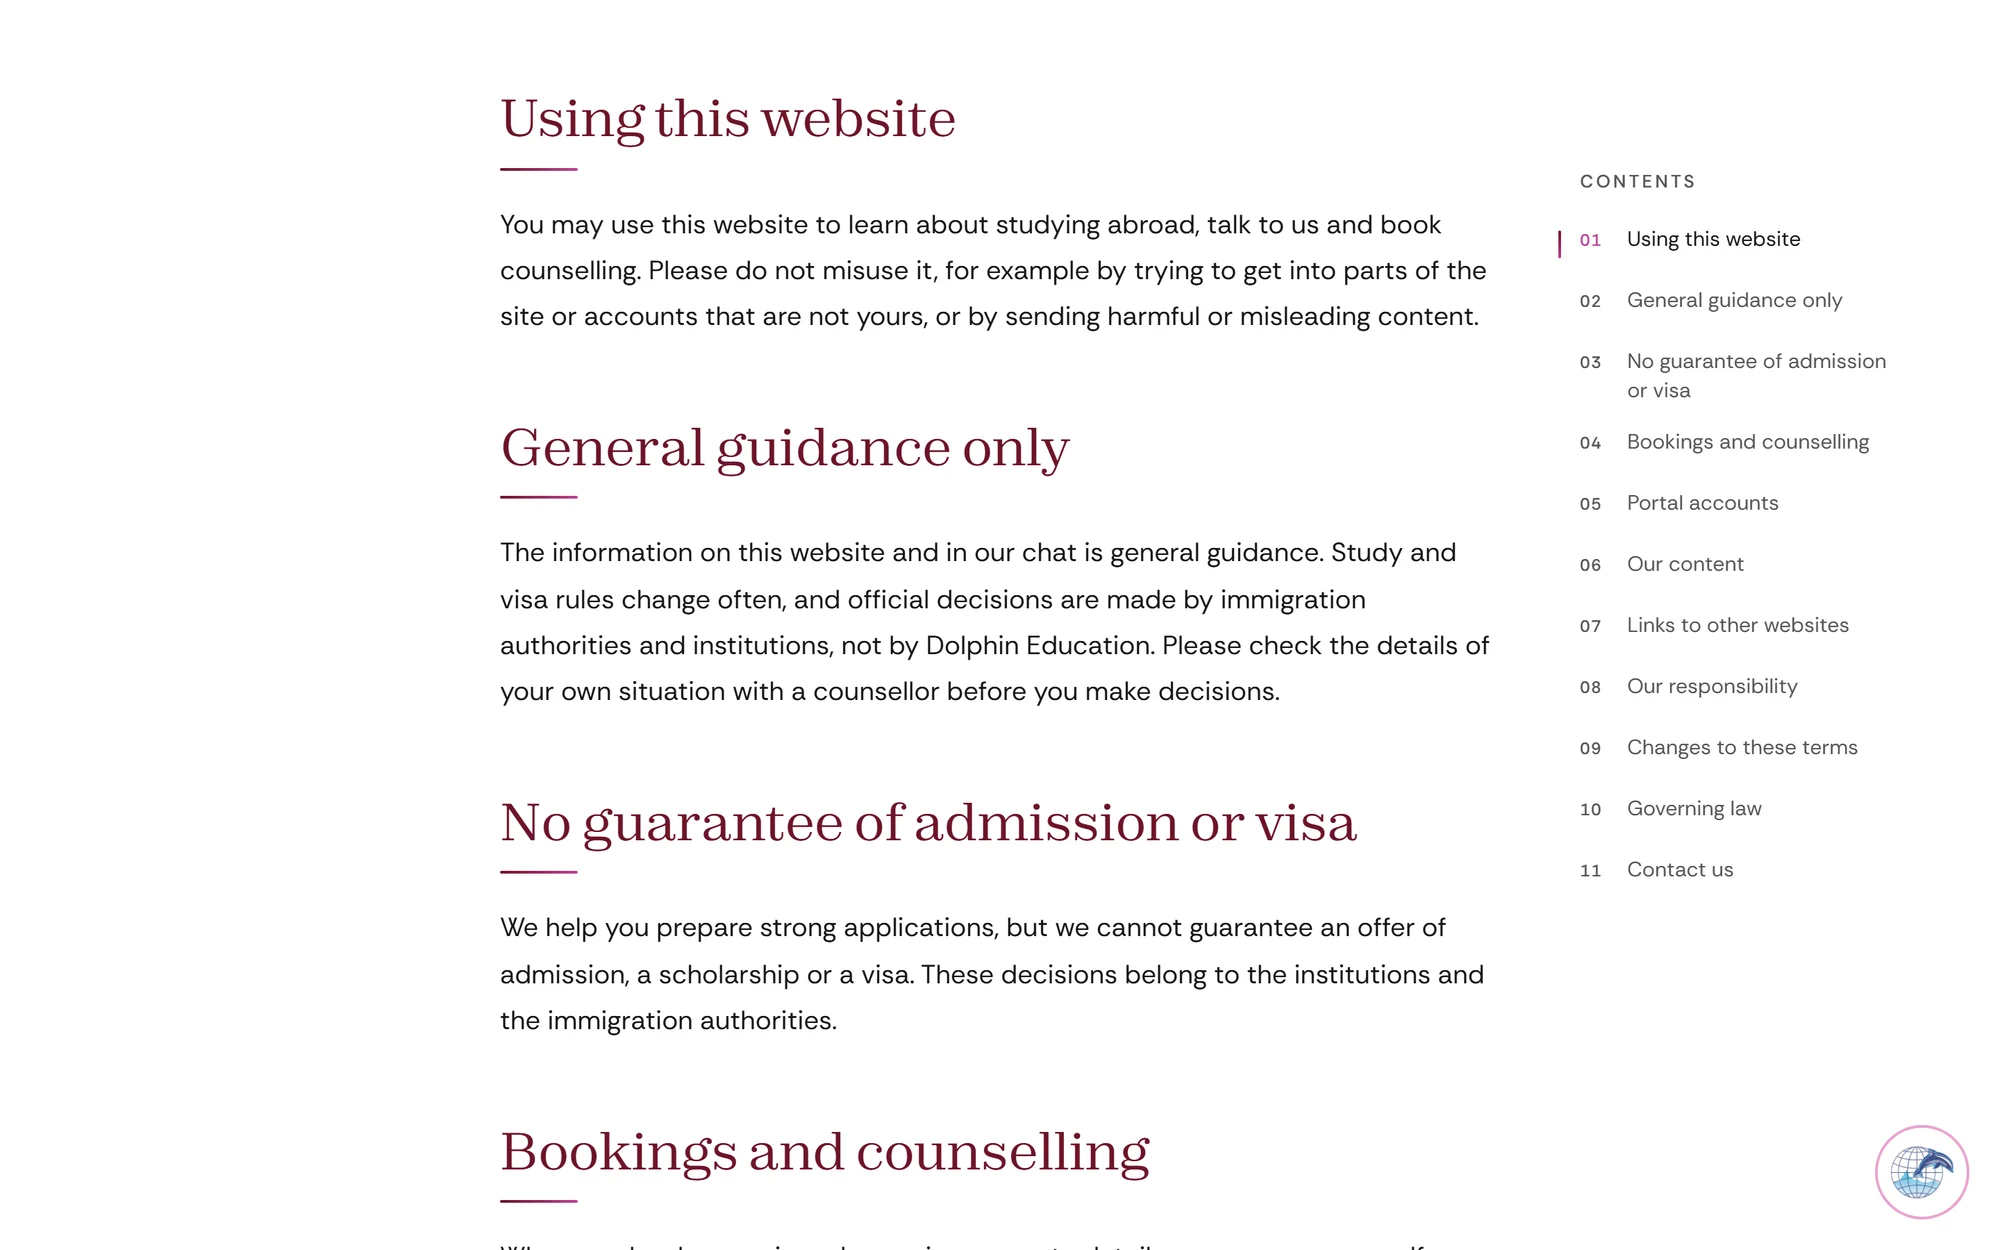 Using this website
You may use this website to learn about studying abroad, talk to us and book
counselling. Please do not misuse it, for example by trying to get into parts of the
site or accounts that are not yours, or by sending harmful or misleading content.
General guidance only
The information on this website and in our chat is general guidance. Study and
visa rules change often, and official decisions are made by immigration
authorities and institutions, not by Dolphin Education. Please check the details of
your own situation with a counsellor before you make decisions.
No guarantee of admission or visa
We help you prepare strong applications, but we cannot guarantee an offer of
admission, a scholarship or a visa. These decisions belong to the institutions and
the immigration authorities.
Bookings and counselling
CONTENTS
01 Using this website
02 General guidance only
03 No guarantee of admission
or visa
04 Bookings and counselling
05 Portal accounts
06 Our content
07 Links to other websites
08 Our responsibility
09 Changes to these terms
10 Governing law
11 Contact us